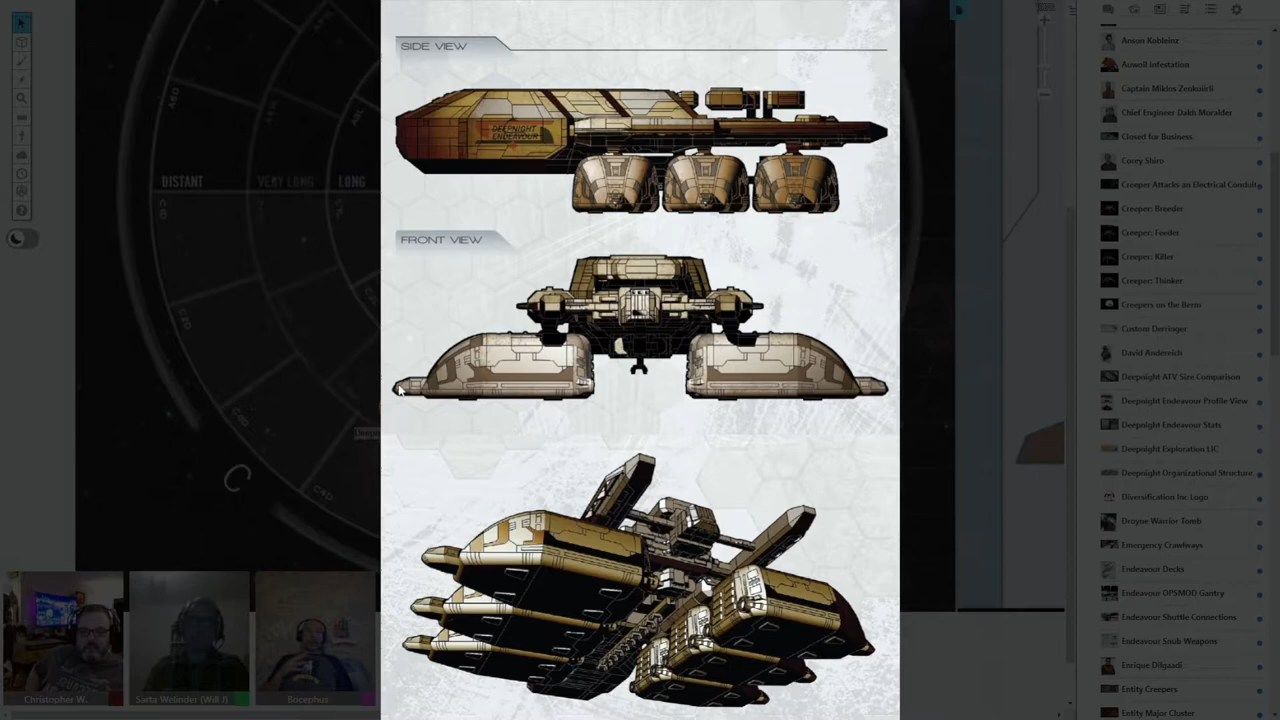 SIDE VIEW
DEEPNIGHT
ENDEAVOUR
FRONT VIEW
DISTANT
VERY LONG
LONG
Christopher W.
Sarta Welinder (Will J)
Bocephus
Anton Kobleinz
Auwoil Infestation
Captain Miklos Zeokuiirli
Chief Engineer Dakh Moralder
Closed for Business
Corey Shiro
Creeper Attacks an Electrical Conduit
Creeper: Breeder
Creeper: Feeder
Creeper: Killer
Creeper: Thinker
Creepers on the Berm
Custom Derringer
David Andereich
Deepnight ATV Size Comparison
Deepnight Endeavour Profile View
Deepnight Endeavour Stats
Deepnight Exploration LIC
Deepnight Organizational Structure
Diversification Inc Logo
Droyne Warrior Tomb
Emergency Crawlways
Endeavour Decks
Endeavour OPSMOD Gantry
Endeavour Shuttle Connections
Endeavour Snub Weapons
Enrique Dilgaadi
Entity Creepers
Entity Major Cluster